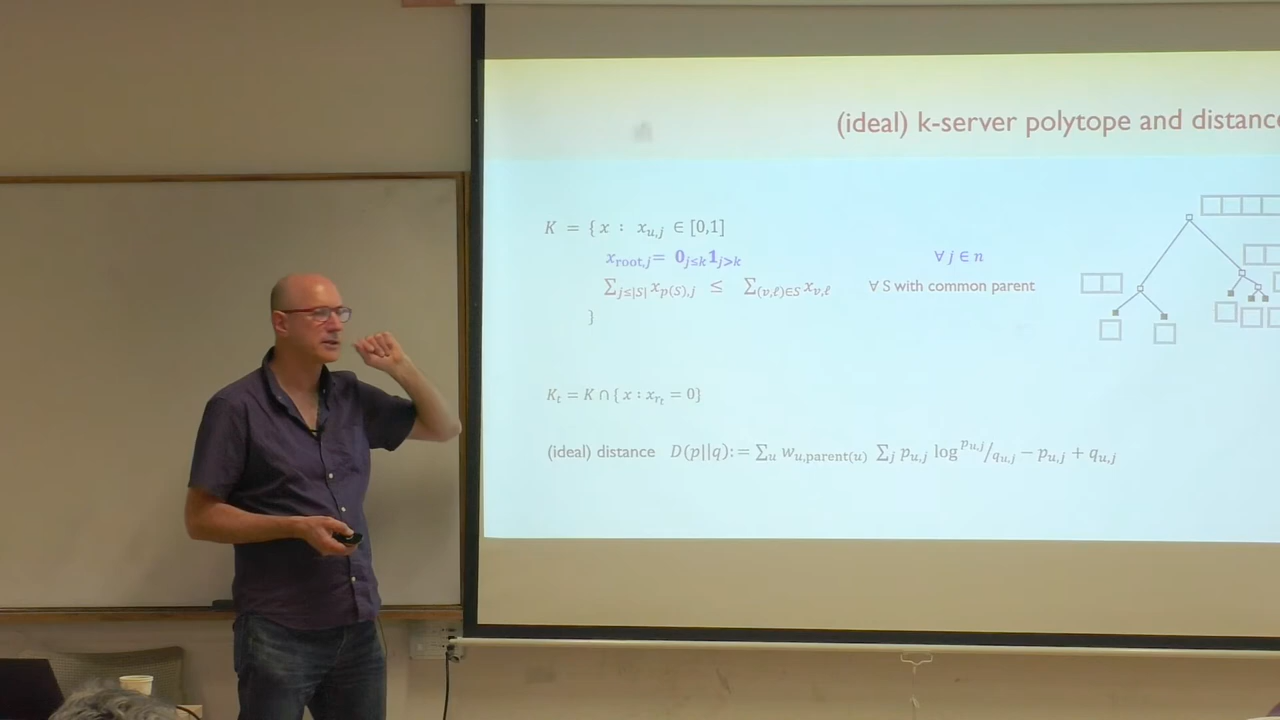 (ideal) k-server polytope and distanc
K = { x : x_{u,j} ∈ [0,1]
x_{root,j} = 0_{j≤k}1_{j>k} ∀ j ∈ n
∑_{j≤|S|} x_{p(S),j} ≤ ∑_{(v,ℓ)∈S} x_{v,ℓ} ∀ S with common parent
}
K_t = K ∩ { x : x_{r_t} = 0}
(ideal) distance D(p||q): = ∑_u w_{u,parent(u)} ∑_j p_{u,j} log p_{u,j}/q_{u,j} − p_{u,j} + q_{u,j}